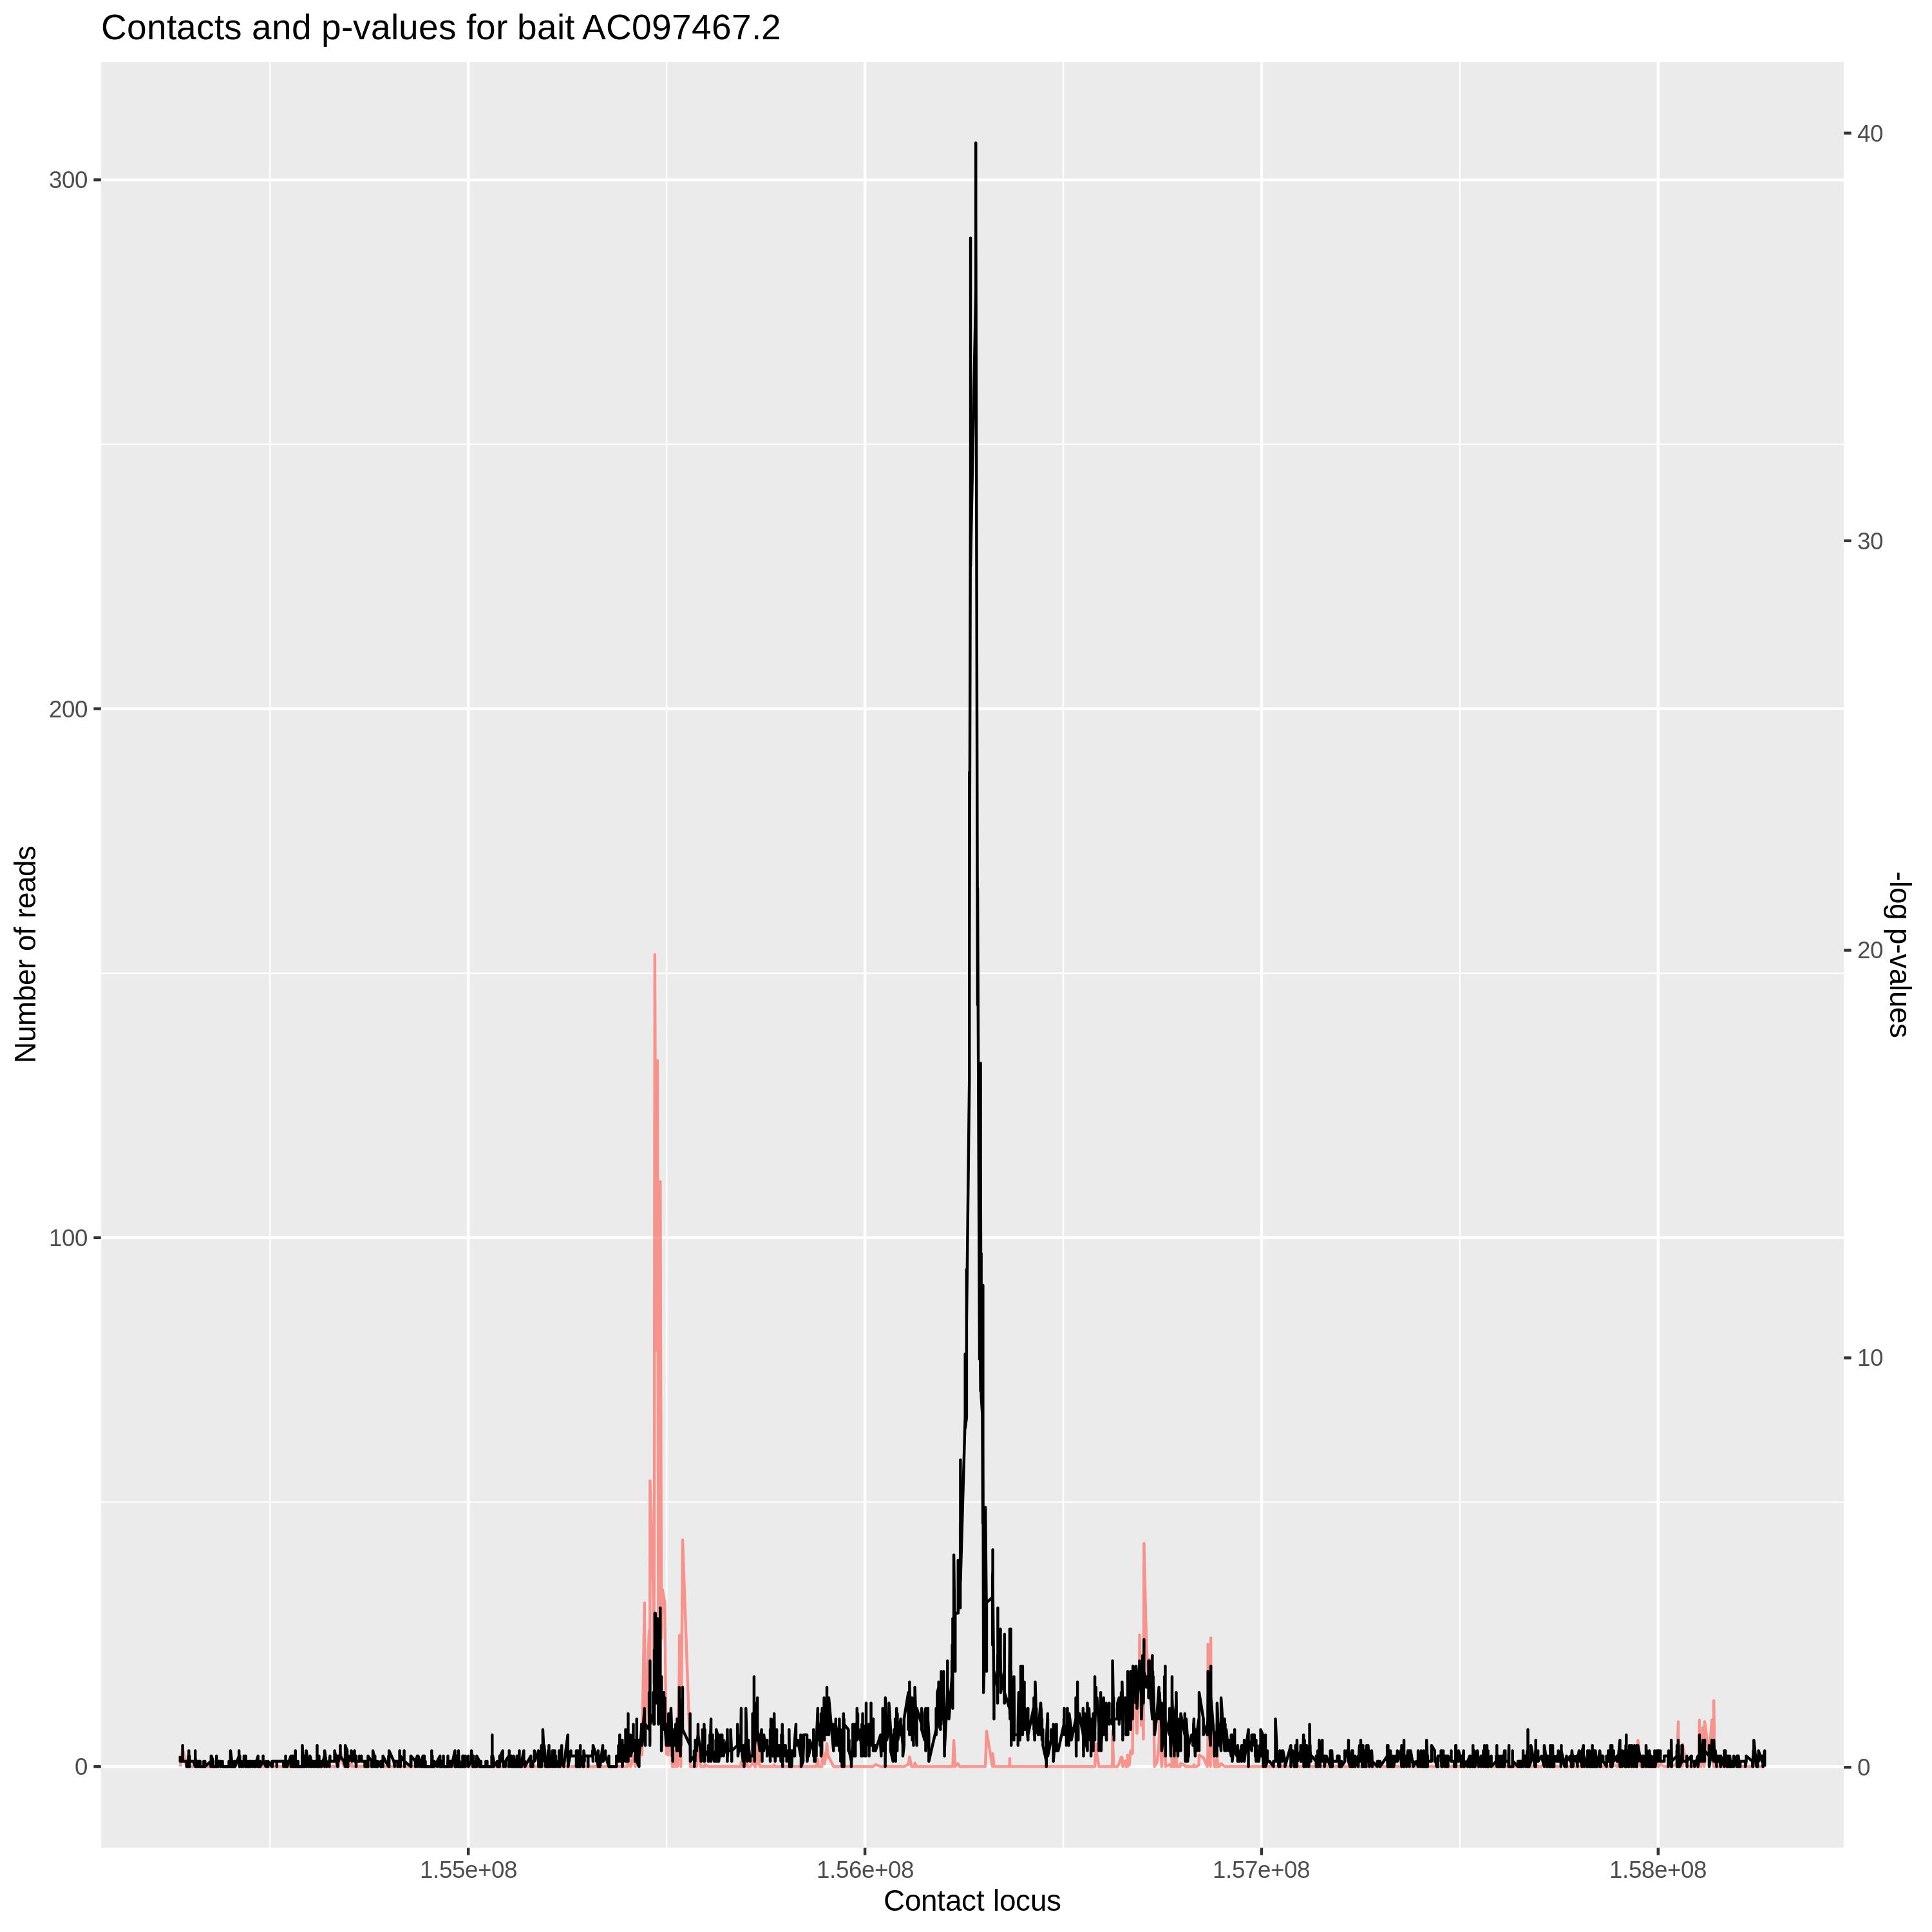 Contacts and p-values for bait AC097467.2
300
200
100
0
40
30
20
10
0
Number of reads
-log p-values
1.55e+08
1.56e+08
1.57e+08
1.58e+08
Contact locus